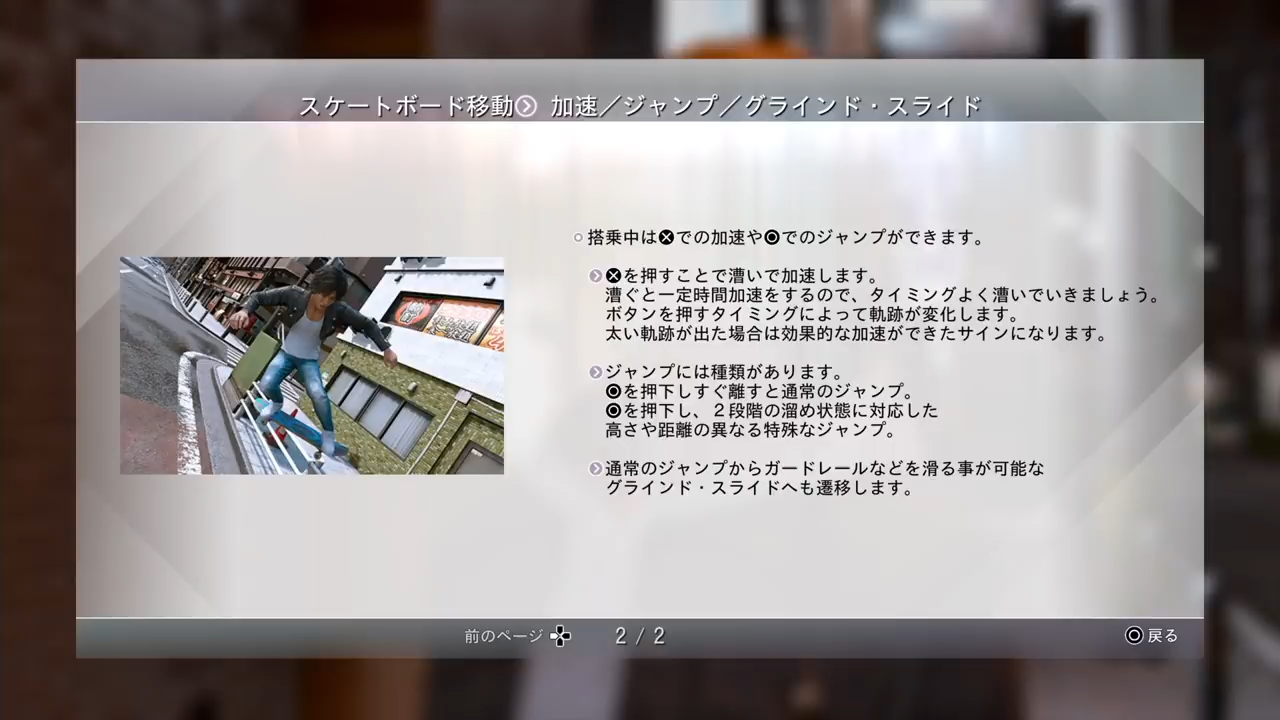 スケートボード移動 加速／ジャンプ／グラインド・スライド
搭乗中は⊗での加速や◎でのジャンプができます。
⊗を押すことで漕いで加速します。
漕ぐと一定時間加速をするので、タイミングよく漕いでいきましょう。
ボタンを押すタイミングによって軌跡が変化します。
太い軌跡が出た場合は効果的な加速ができたサインになります。
ジャンプには種類があります。
◎を押下しすぐ離すと通常のジャンプ。
◎を押下し、２段階の溜め状態に対応した
高さや距離の異なる特殊なジャンプ。
通常のジャンプからガードレールなどを滑る事が可能な
グラインド・スライドへも遷移します。
前のページ 2 / 2
◎戻る